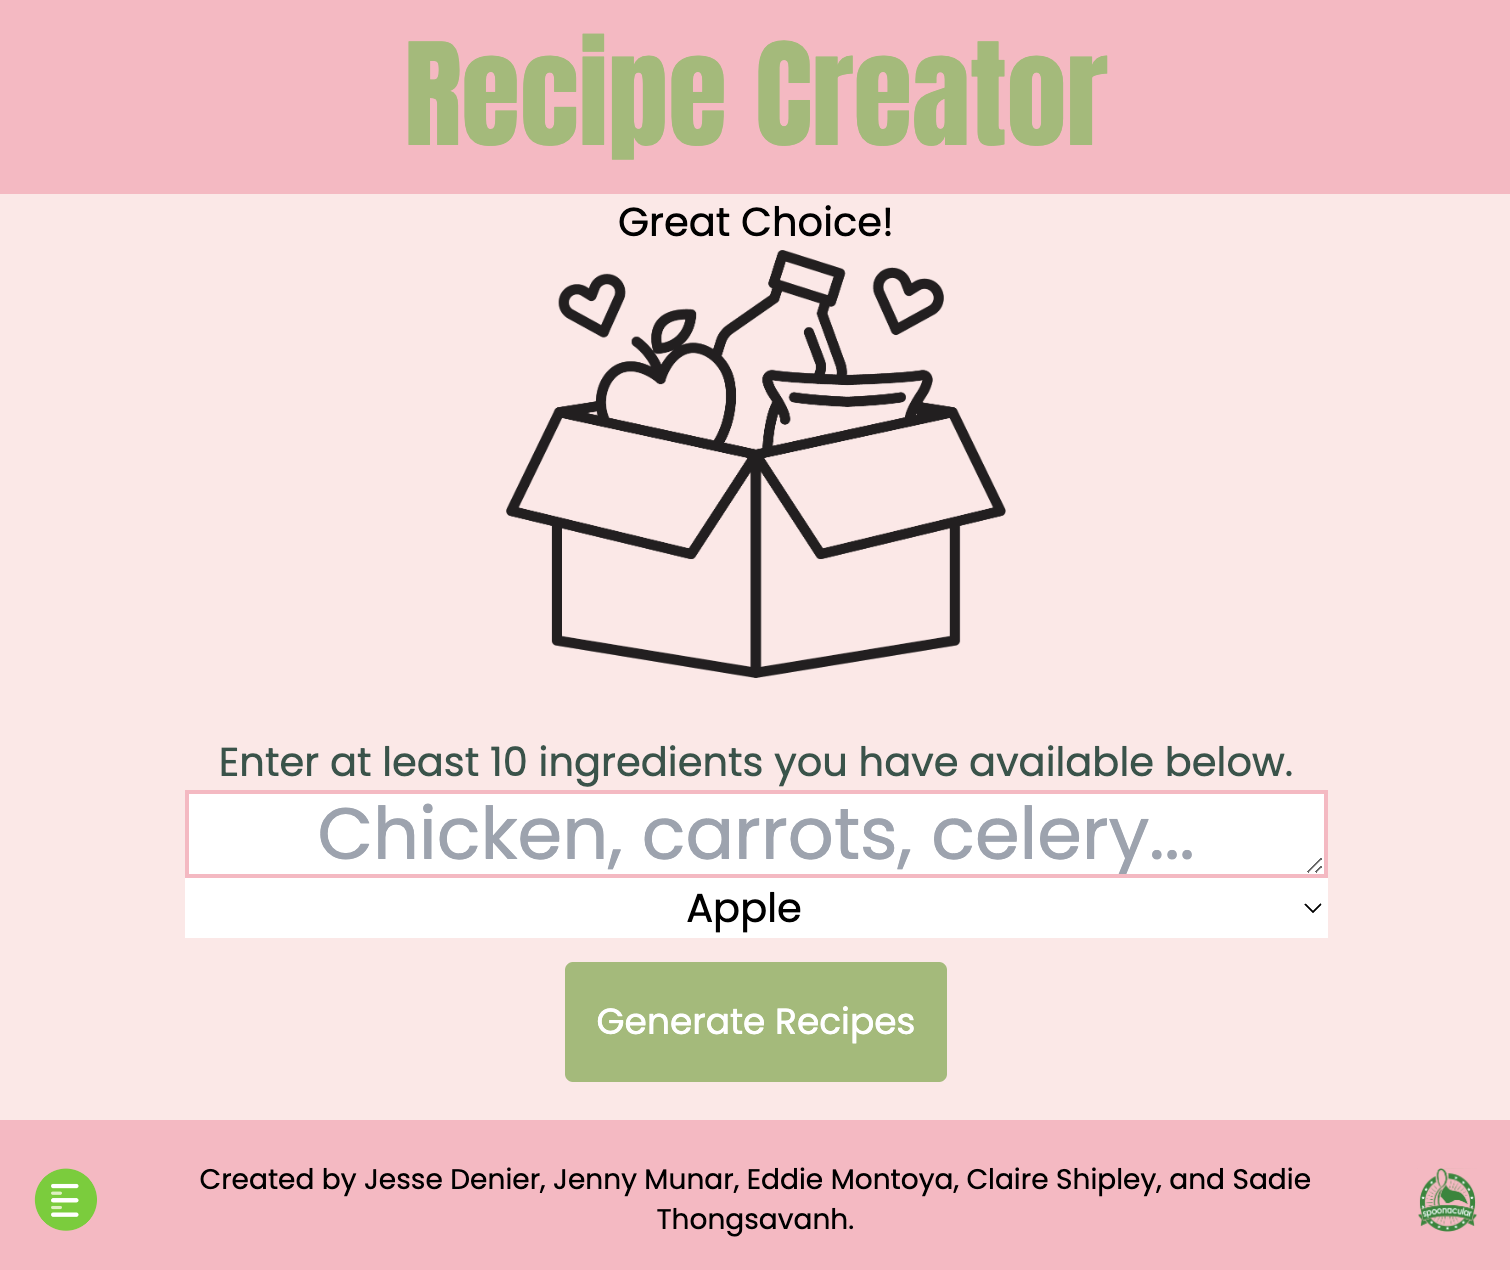 Recipe Creator
Great Choice!
Enter at least 10 ingredients you have available below.
Chicken, carrots, celery...
Apple
Generate Recipes
Created by Jesse Denier, Jenny Munar, Eddie Montoya, Claire Shipley, and Sadie
Thongsavanh.
spoonacular